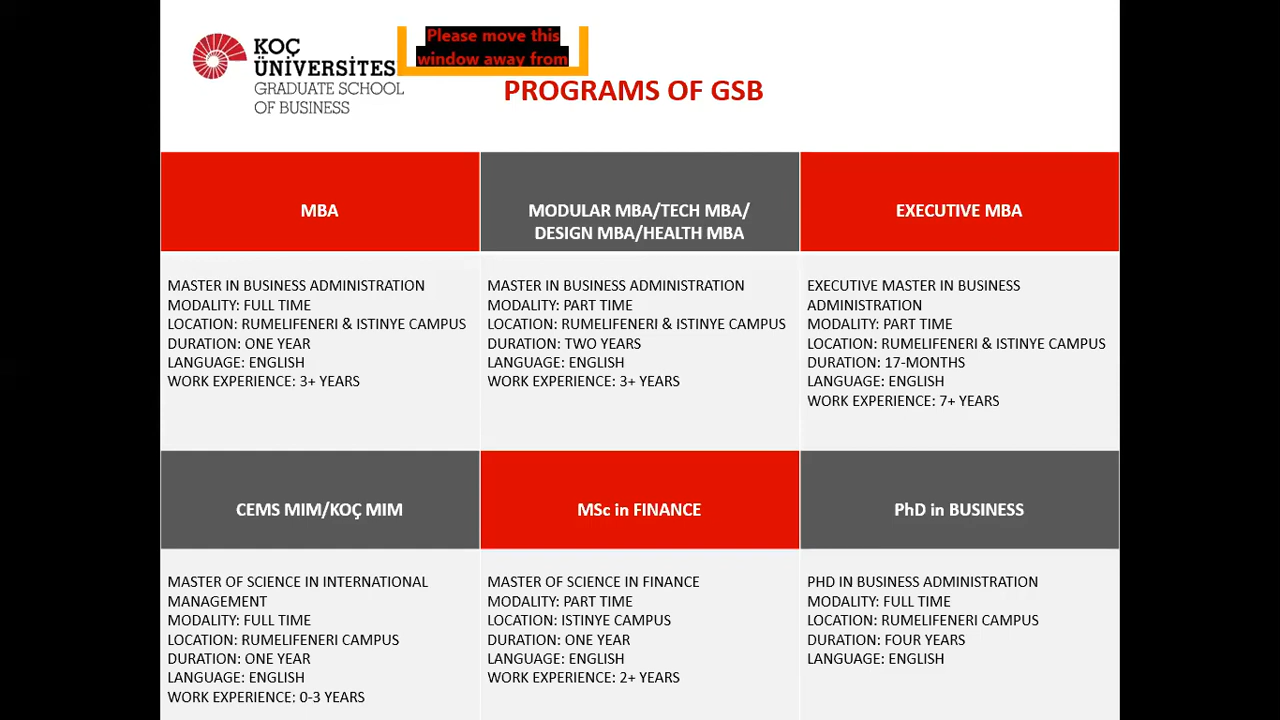 KOÇ
ÜNİVERSİTES
GRADUATE SCHOOL
OF BUSINESS
Please move this
window away from
PROGRAMS OF GSB
MBA
MODULAR MBA/TECH MBA/
DESIGN MBA/HEALTH MBA
EXECUTIVE MBA
MASTER IN BUSINESS ADMINISTRATION
MODALITY: FULL TIME
LOCATION: RUMELIFENERI & ISTINYE CAMPUS
DURATION: ONE YEAR
LANGUAGE: ENGLISH
WORK EXPERIENCE: 3+ YEARS
MASTER IN BUSINESS ADMINISTRATION
MODALITY: PART TIME
LOCATION: RUMELIFENERI & ISTINYE CAMPUS
DURATION: TWO YEARS
LANGUAGE: ENGLISH
WORK EXPERIENCE: 3+ YEARS
EXECUTIVE MASTER IN BUSINESS
ADMINISTRATION
MODALITY: PART TIME
LOCATION: RUMELIFENERI & ISTINYE CAMPUS
DURATION: 17-MONTHS
LANGUAGE: ENGLISH
WORK EXPERIENCE: 7+ YEARS
CEMS MIM/KOÇ MIM
MSc in FINANCE
PhD in BUSINESS
MASTER OF SCIENCE IN INTERNATIONAL
MANAGEMENT
MODALITY: FULL TIME
LOCATION: RUMELIFENERI CAMPUS
DURATION: ONE YEAR
LANGUAGE: ENGLISH
WORK EXPERIENCE: 0-3 YEARS
MASTER OF SCIENCE IN FINANCE
MODALITY: PART TIME
LOCATION: ISTINYE CAMPUS
DURATION: ONE YEAR
LANGUAGE: ENGLISH
WORK EXPERIENCE: 2+ YEARS
PHD IN BUSINESS ADMINISTRATION
MODALITY: FULL TIME
LOCATION: RUMELIFENERI CAMPUS
DURATION: FOUR YEARS
LANGUAGE: ENGLISH